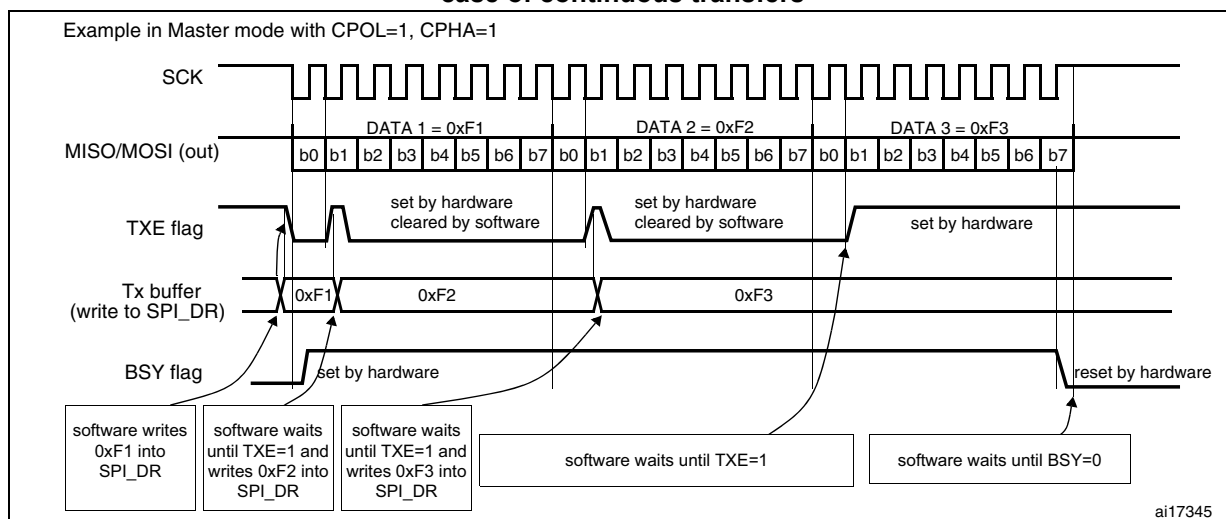 case of continuous transfers
Example in Master mode with CPOL=1, CPHA=1
SCK
DATA 1 = 0xF1
DATA 2 = 0xF2
DATA 3 = 0xF3
MISO/MOSI (out)
b0 b1 b2 b3 b4 b5 b6 b7 b0 b1 b2 b3 b4 b5 b6 b7 b0 b1 b2 b3 b4 b5 b6 b7
TXE flag
set by hardware
cleared by software
set by hardware
cleared by software
set by hardware
Tx buffer
(write to SPI_DR)
0xF1
0xF2
0xF3
BSY flag
set by hardware
reset by hardware
software writes
0xF1 into
SPI_DR
software waits
until TXE=1 and
writes 0xF2 into
SPI_DR
software waits
until TXE=1 and
writes 0xF3 into
SPI_DR
software waits until TXE=1
software waits until BSY=0
ai17345